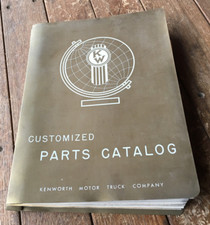 CUSTOMIZED
PARTS CATALOG
KENWORTH MOTOR TRUCK COMPANY